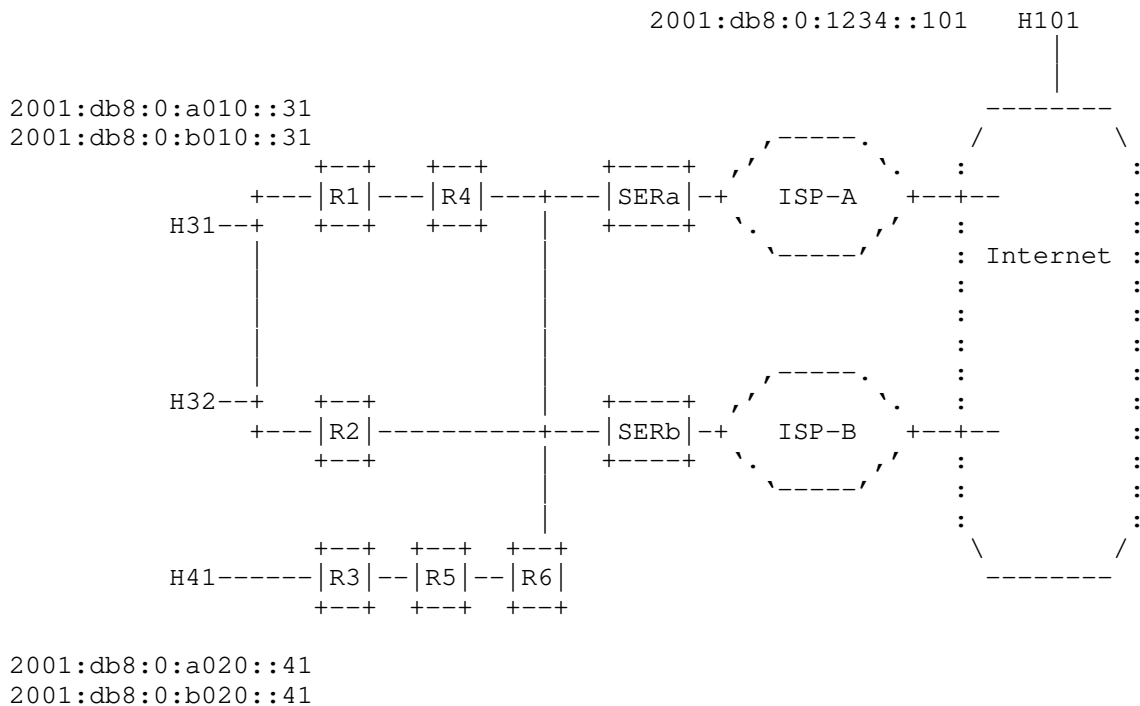 2001:db8:0:1234::101 H101
2001:db8:0:a010::31
2001:db8:0:b010::31
R1 R4 SERa ISP-A
H31
Internet
H32
R2 SERb ISP-B
H41 R3 R5 R6
2001:db8:0:a020::41
2001:db8:0:b020::41